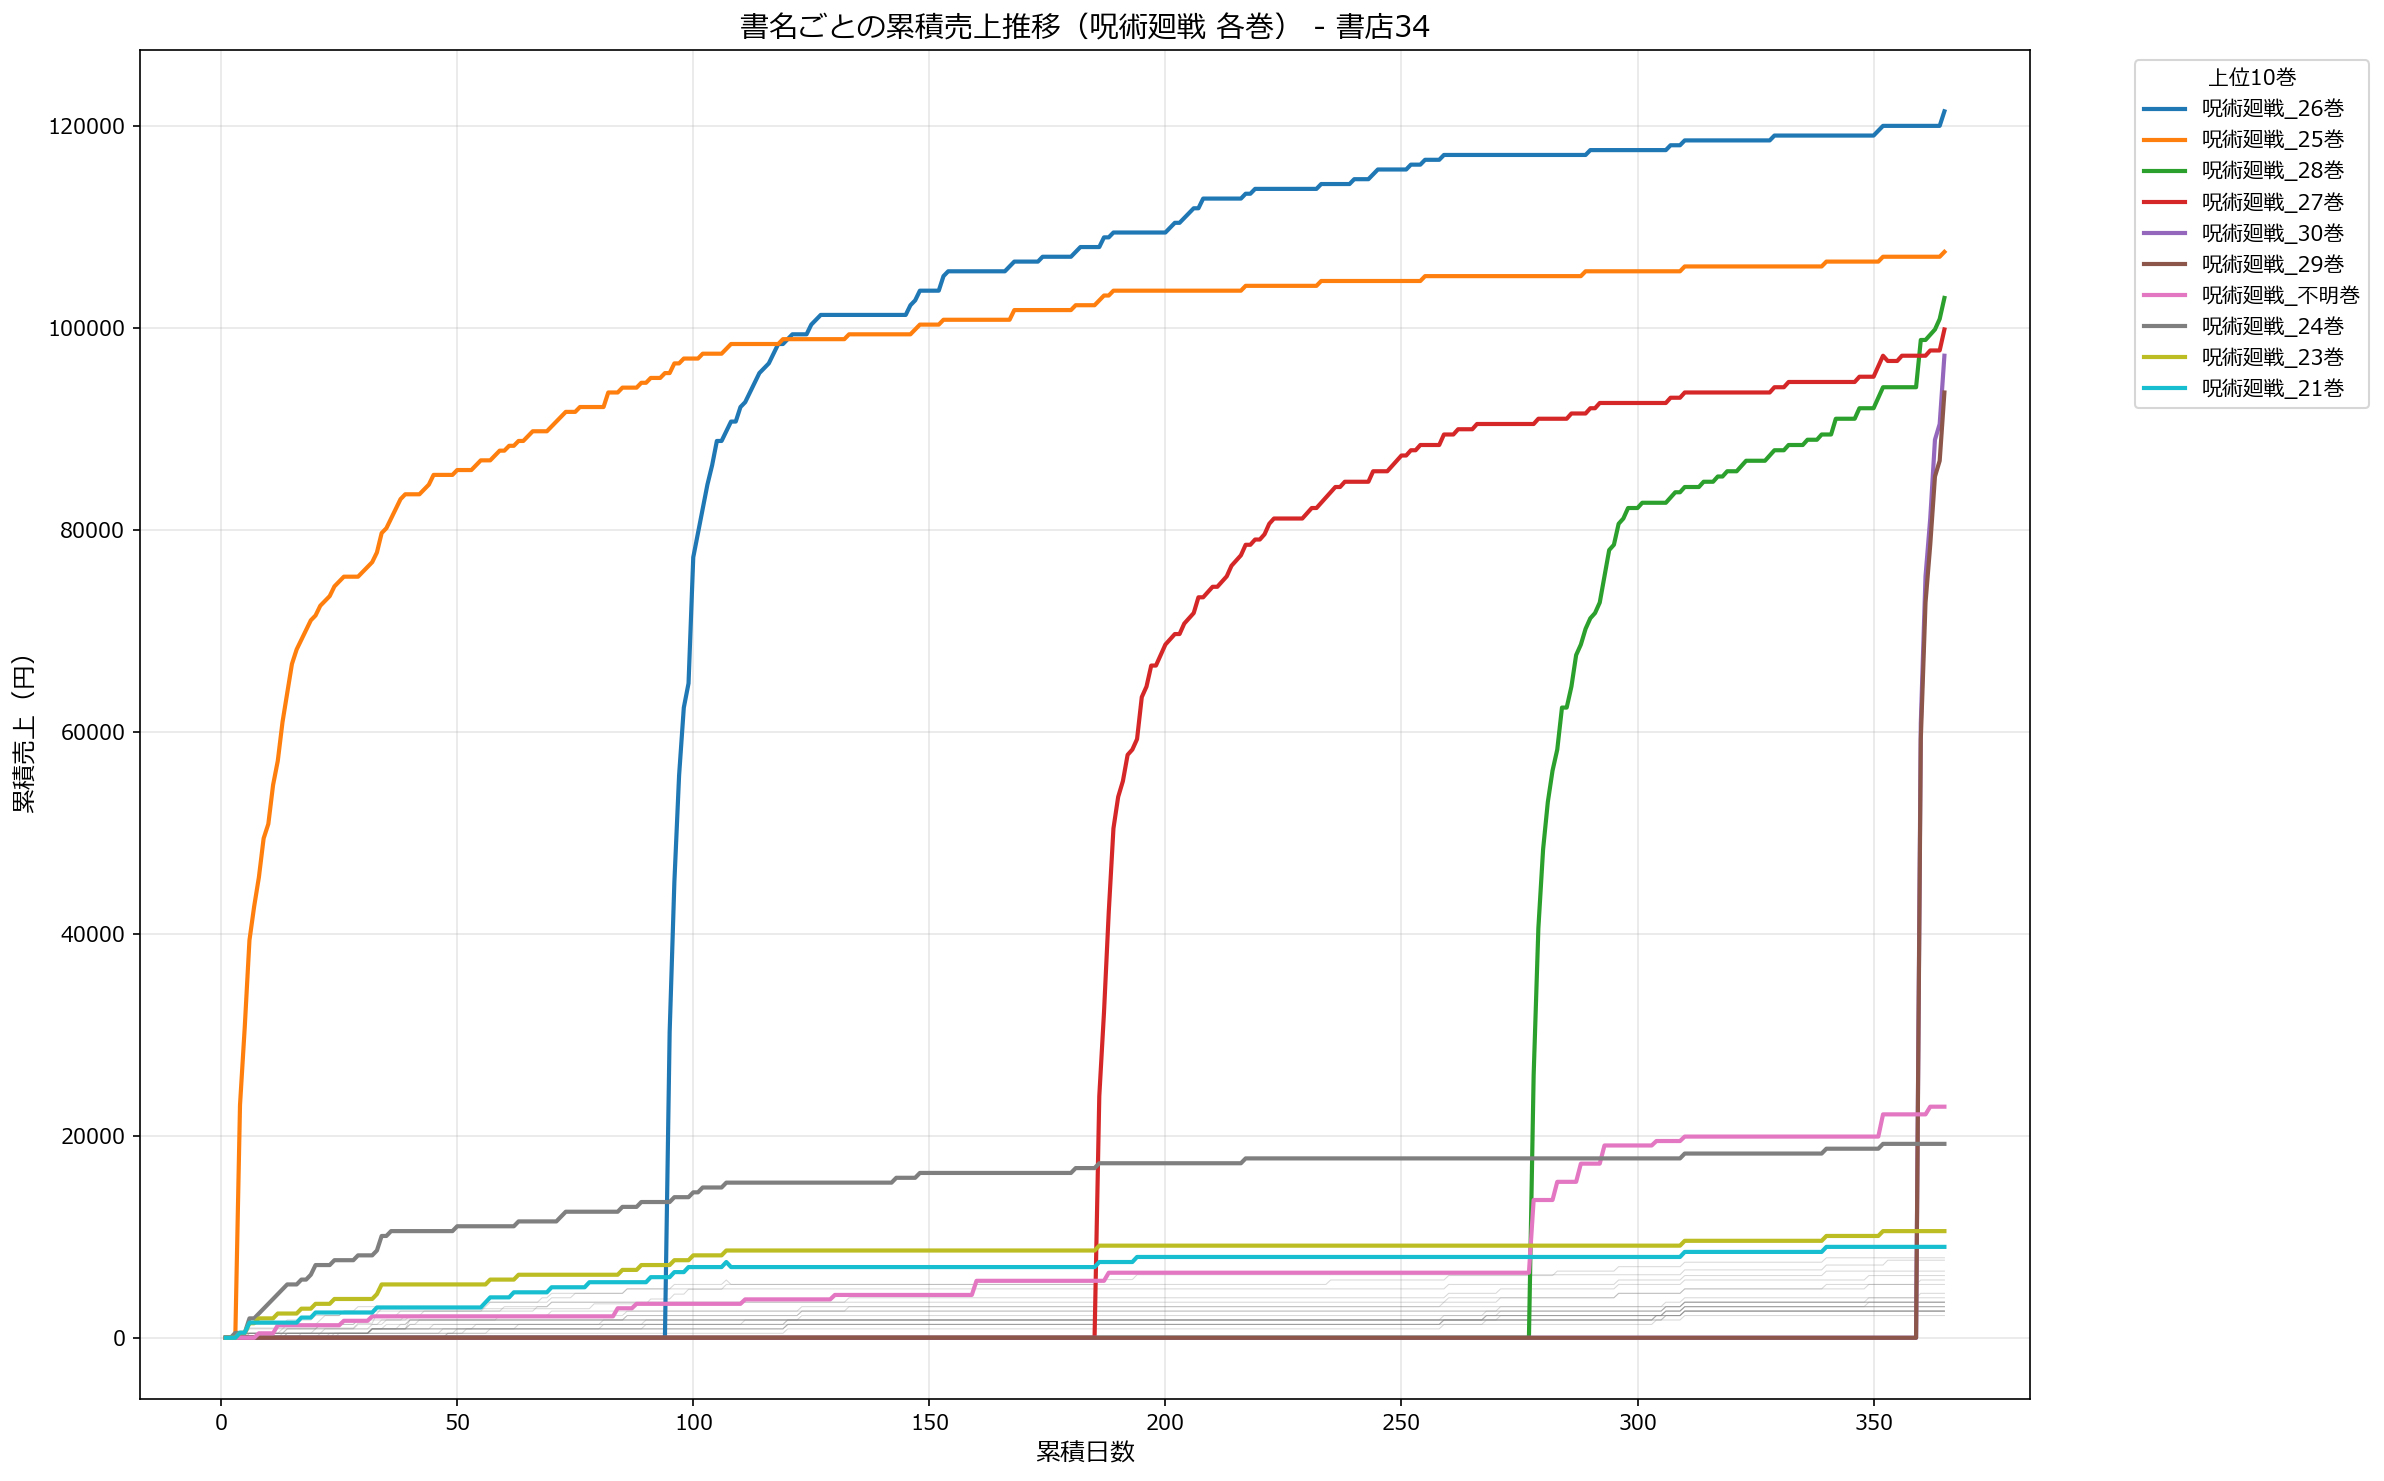 書名ごとの累積売上推移（呪術廻戦 各巻） - 書店34
上位10巻
呪術廻戦_26巻
呪術廻戦_25巻
呪術廻戦_28巻
呪術廻戦_27巻
呪術廻戦_30巻
呪術廻戦_29巻
呪術廻戦_不明巻
呪術廻戦_24巻
呪術廻戦_23巻
呪術廻戦_21巻
累積売上（円）
120000
100000
80000
60000
40000
20000
0
0 50 100 150 200 250 300 350
累積日数